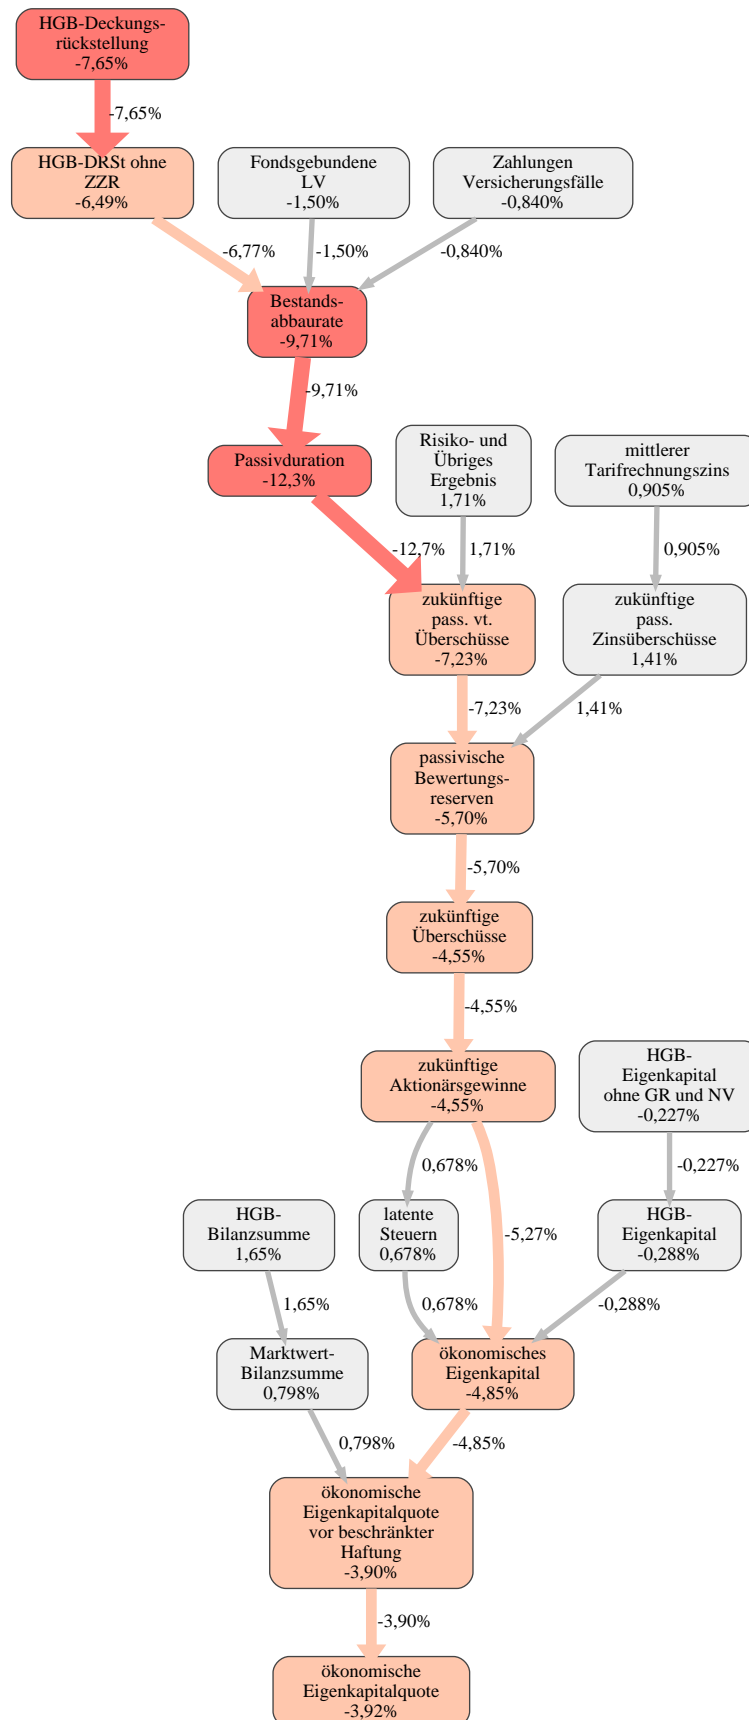 HGB-Deckungs-
rückstellung
-7,65%
-7,65%
HGB-DRSt ohne
ZZR
-6,49%
Fondsgebundene
LV
-1,50%
Zahlungen
Versicherungsfälle
-0,840%
-6,77%
-1,50%
-0,840%
Bestands-
abbaurate
-9,71%
-9,71%
Passivduration
-12,3%
Risiko- und
Übriges
Ergebnis
1,71%
mittlerer
Tarifrechnungszins
0,905%
-12,7%
1,71%
0,905%
zukünftige
pass. vt.
Überschüsse
-7,23%
zukünftige
pass.
Zinsüberschüsse
1,41%
-7,23%
1,41%
passivische
Bewertungs-
reserven
-5,70%
-5,70%
zukünftige
Überschüsse
-4,55%
-4,55%
zukünftige
Aktionärsgewinne
-4,55%
HGB-
Eigenkapital
ohne GR und NV
-0,227%
0,678%
-5,27%
-0,227%
HGB-
Bilanzsumme
1,65%
latente
Steuern
0,678%
HGB-
Eigenkapital
-0,288%
1,65%
0,678%
-0,288%
Marktwert-
Bilanzsumme
0,798%
ökonomisches
Eigenkapital
-4,85%
0,798%
-4,85%
ökonomische
Eigenkapitalquote
vor beschränkter
Haftung
-3,90%
-3,90%
ökonomische
Eigenkapitalquote
-3,92%